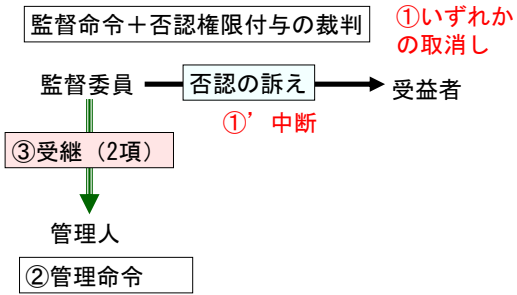 監督命令＋否認権限付与の裁判
①いずれか
の取消し
監督委員
否認の訴え
受益者
①’中断
③受継（2項）
管理人
②管理命令